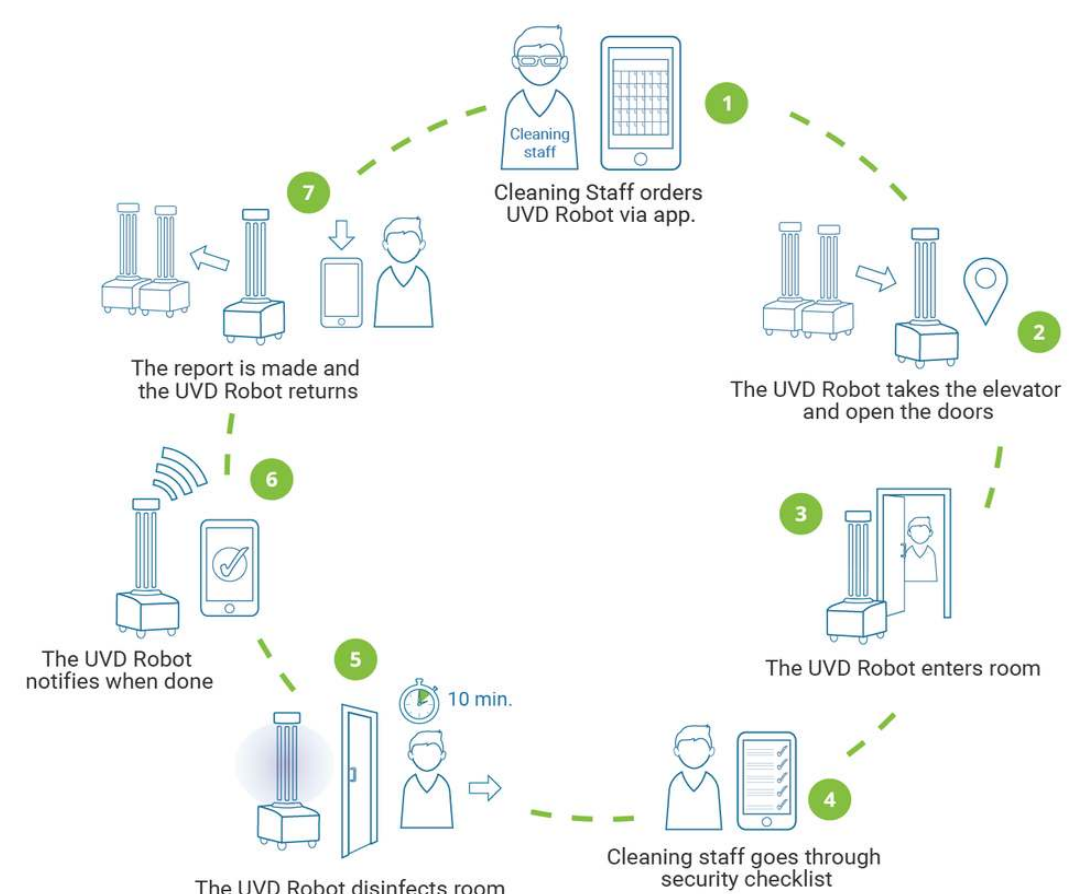 Cleaning
staff
1
Cleaning Staff orders
UVD Robot via app.
2
The UVD Robot takes the elevator
and open the doors
3
The UVD Robot enters room
4
Cleaning staff goes through
security checklist
5
10 min.
The UVD Robot disinfects room
6
The UVD Robot
notifies when done
7
The report is made and
the UVD Robot returns